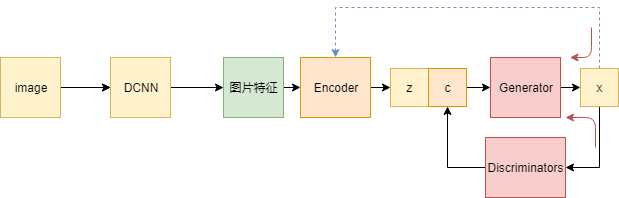 image
DCNN
图片特征
Encoder
z
c
Generator
x
Discriminators